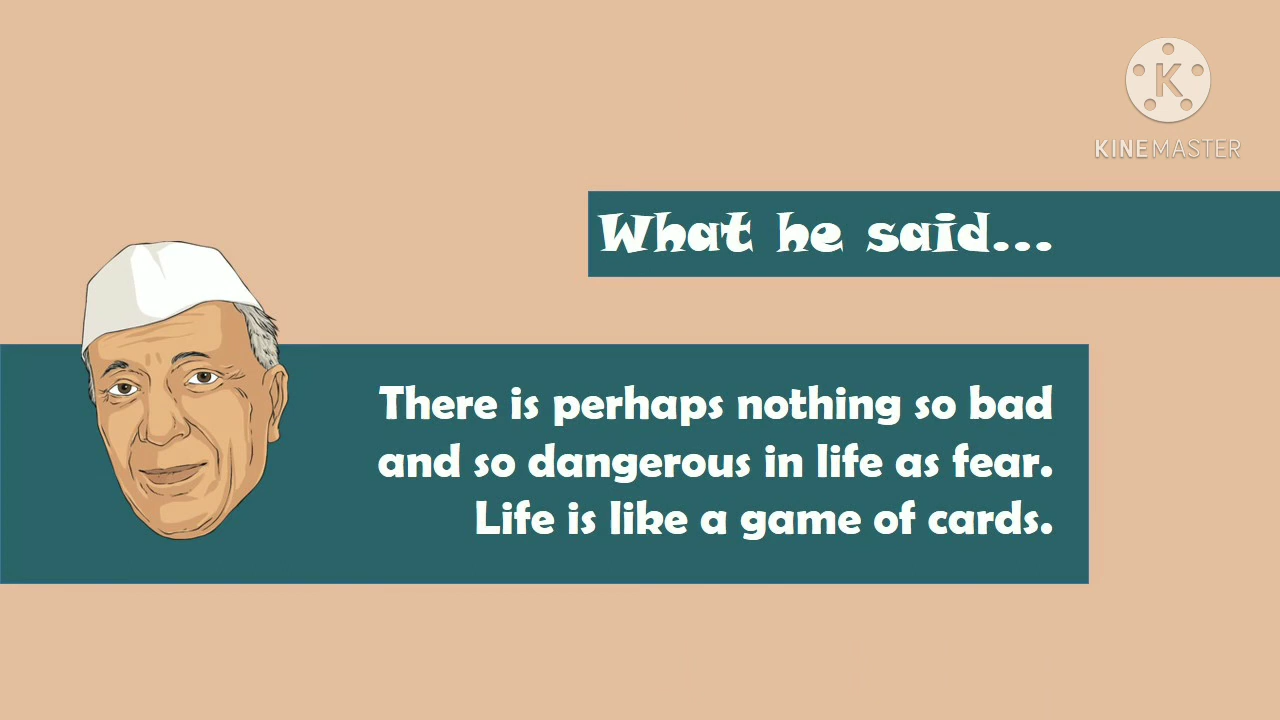 K
KINEMASTER
What he said...
There is perhaps nothing so bad
and so dangerous in life as fear.
Life is like a game of cards.